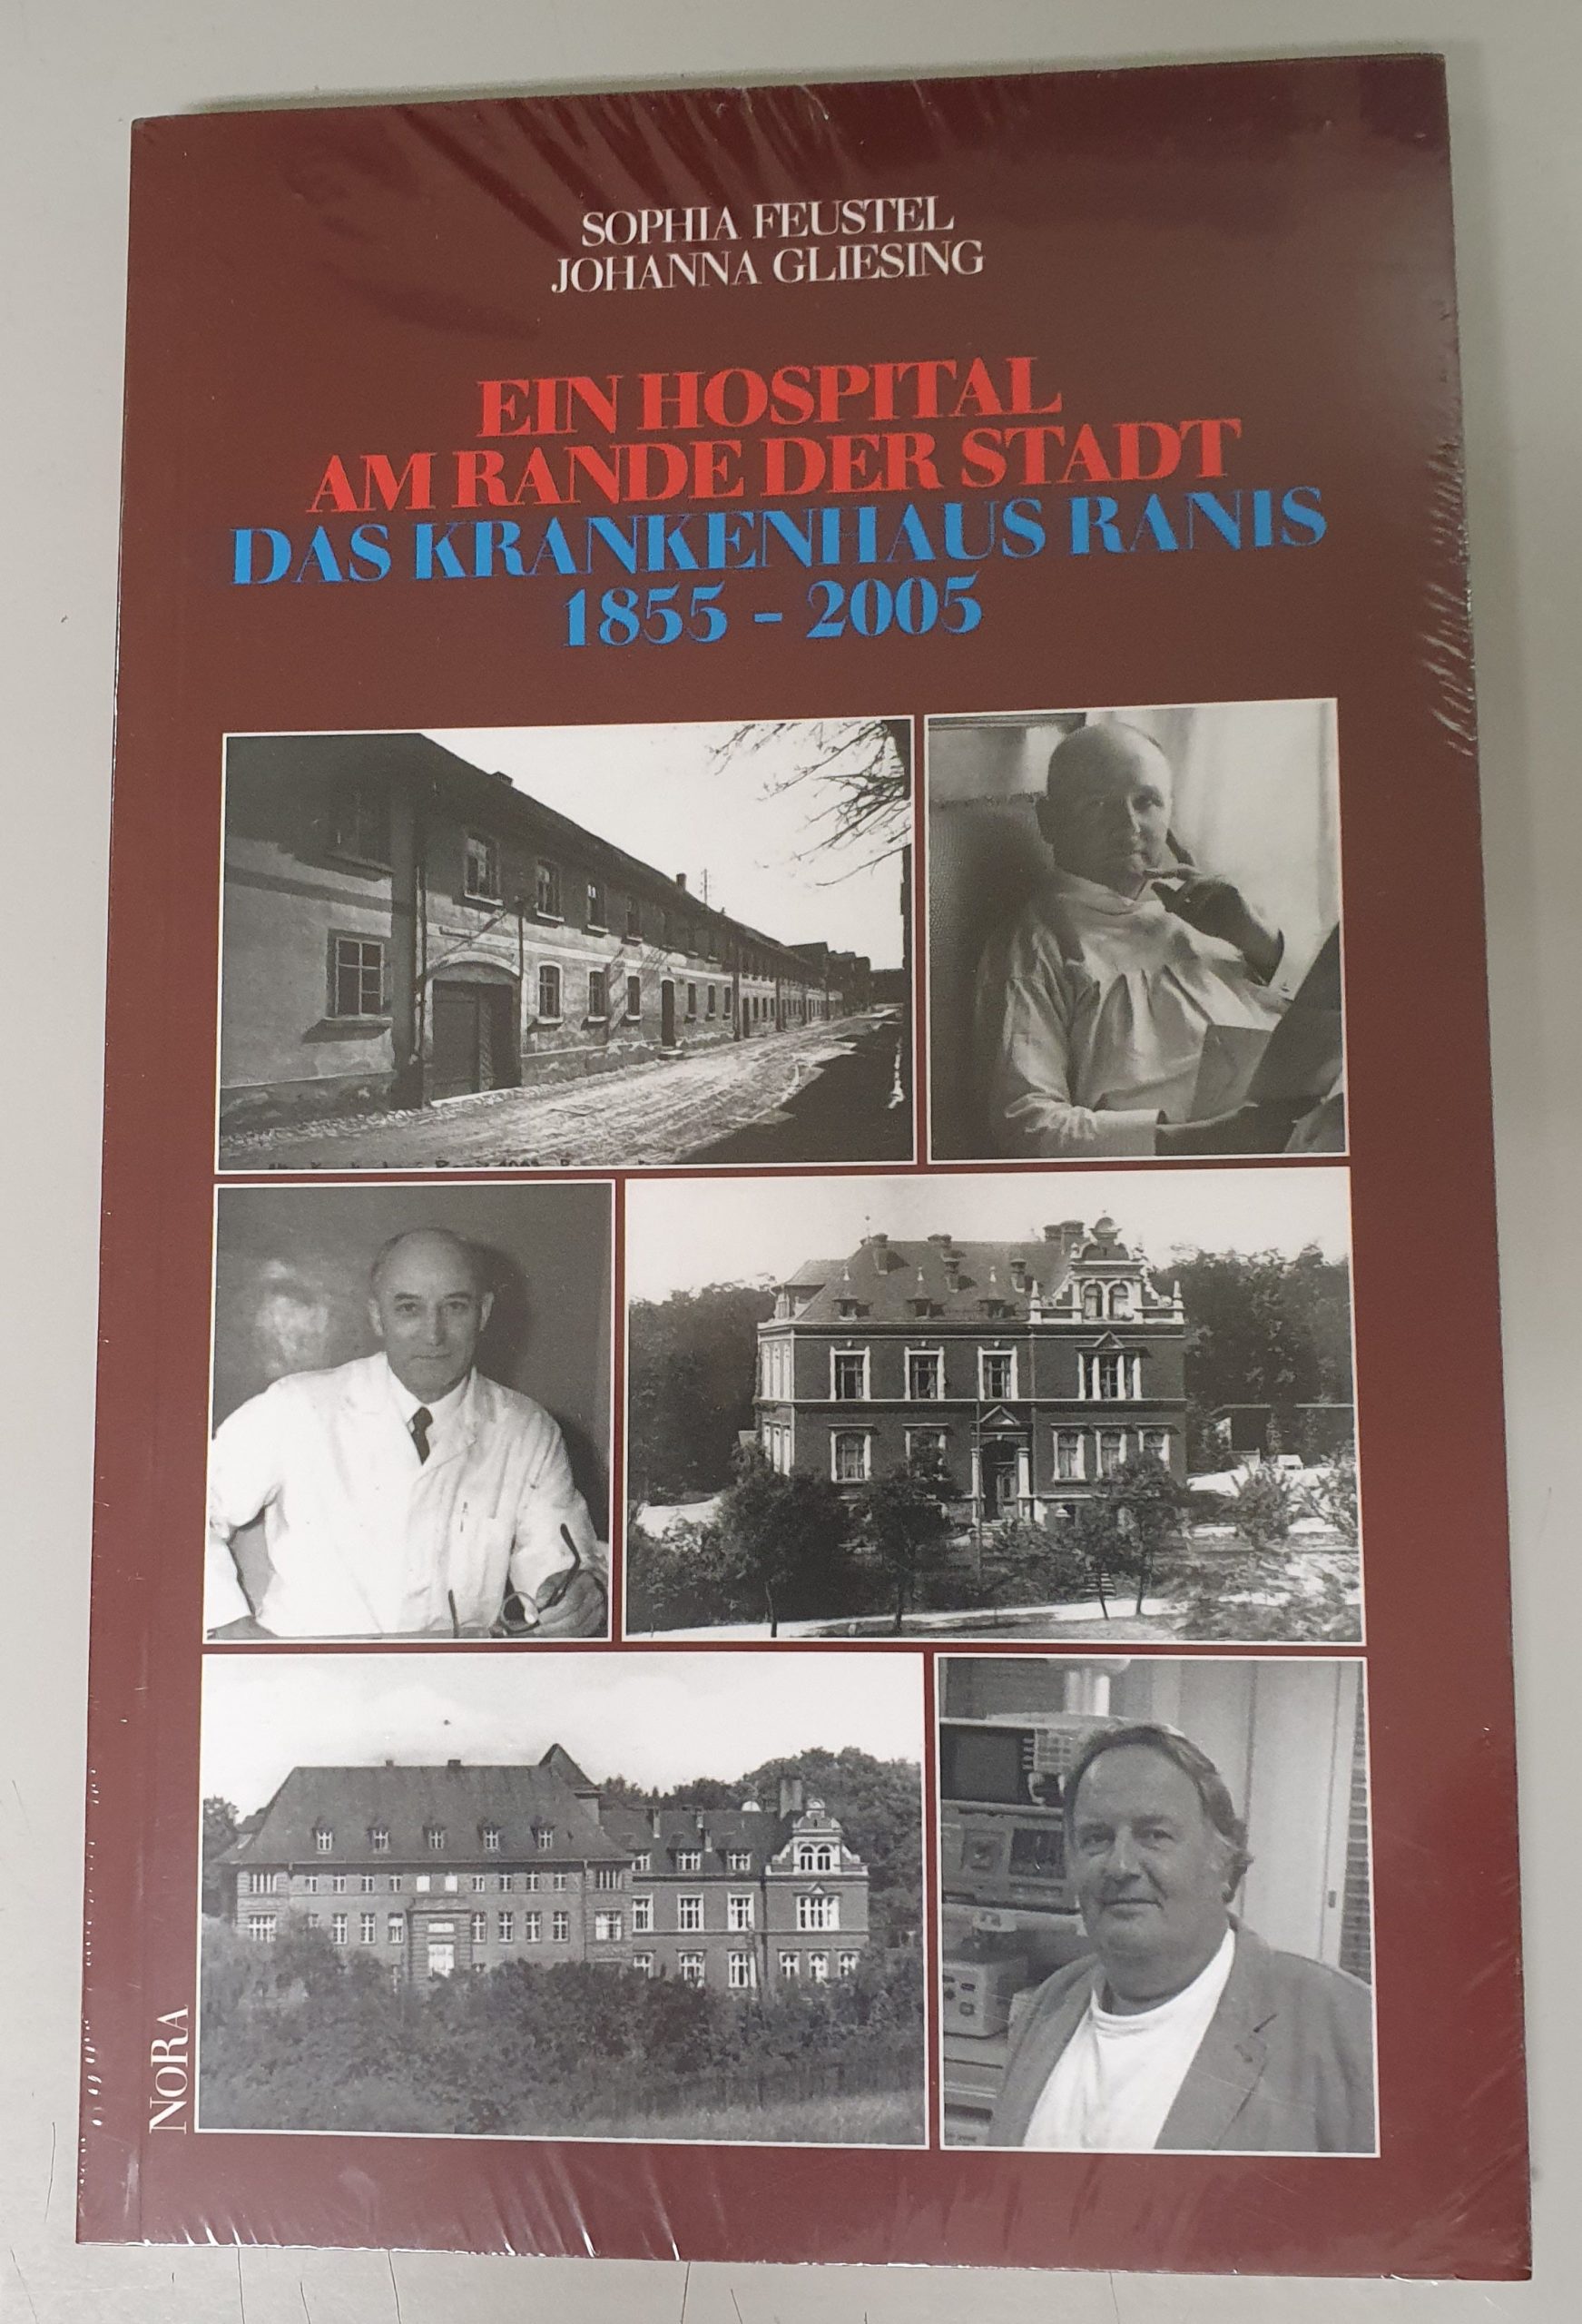 SOPHIA FEUSTEL
JOHANNA GLIESING
EIN HOSPITAL
AM RANDE DER STADT
DAS KRANKENHAUS RANIS
1855 - 2005
NORA